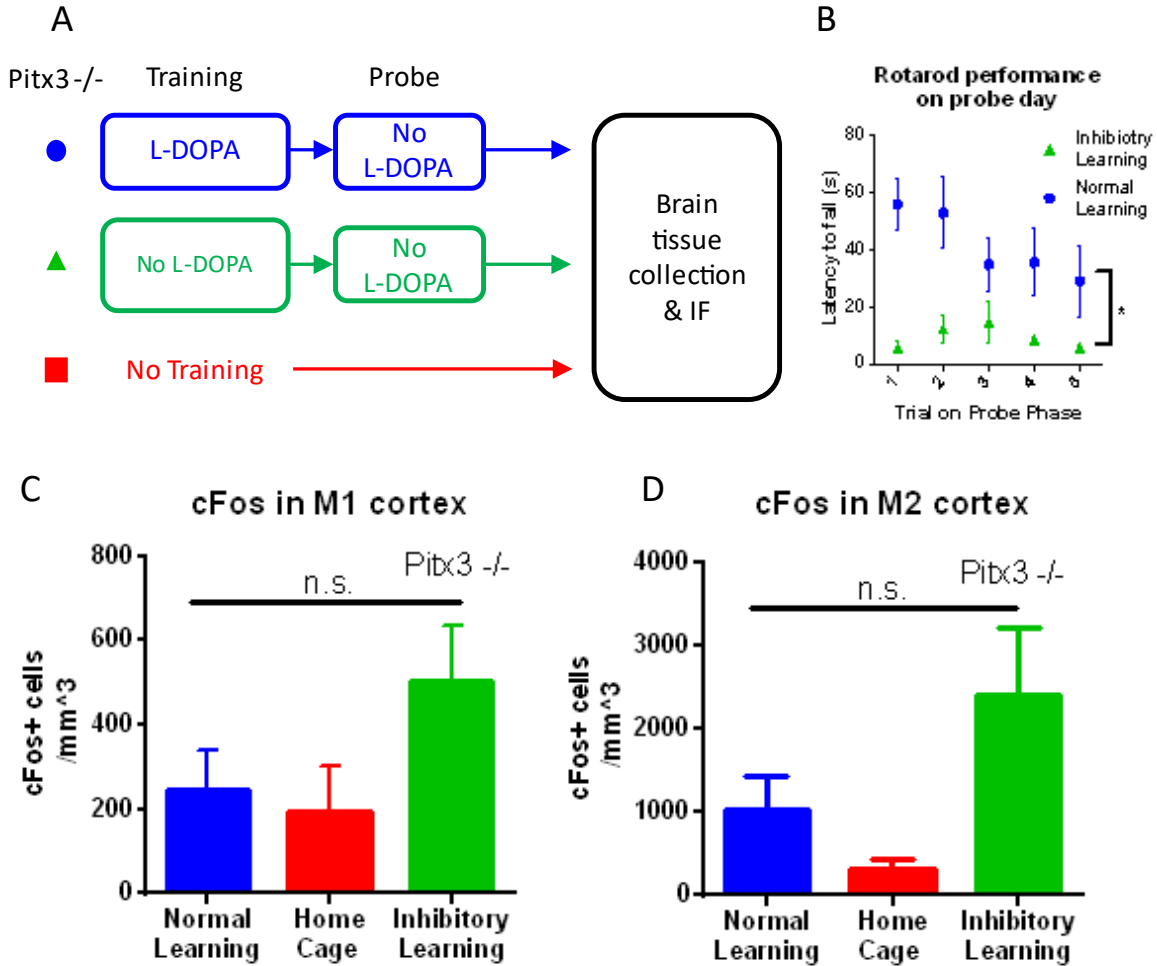 A
Pitx3 -/-
Training
Probe
L-DOPA
No
L-DOPA
No L-DOPA
No
L-DOPA
No Training
Brain
tissue
collection
& IF
B
Rotarod performance
on probe day
Latency to fall (s)
80
60
40
20
0
Inhibiotry
Learning
Normal
Learning
*
1
2
3
4
5
Trial on Probe Phase
C
cFos in M1 cortex
cFos+ cells
/mm^3
800
600
400
200
0
Pitx3 -/-
n.s.
Normal
Learning
Home
Cage
Inhibitory
Learning
D
cFos in M2 cortex
cFos+ cells
/mm^3
4000
3000
2000
1000
0
Pitx3 -/-
n.s.
Normal
Learning
Home
Cage
Inhibitory
Learning